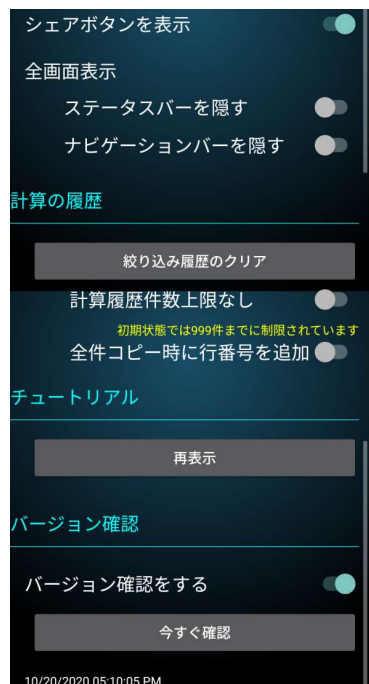 シェアボタンを表示
全画面表示
ステータスバーを隠す
ナビゲーションバーを隠す
計算の履歴
絞り込み履歴のクリア
計算履歴件数上限なし
初期状態では999件までに制限されています
全件コピー時に行番号を追加
チュートリアル
再表示
バージョン確認
バージョン確認をする
今すぐ確認
10/20/2020 05:10:05 PM